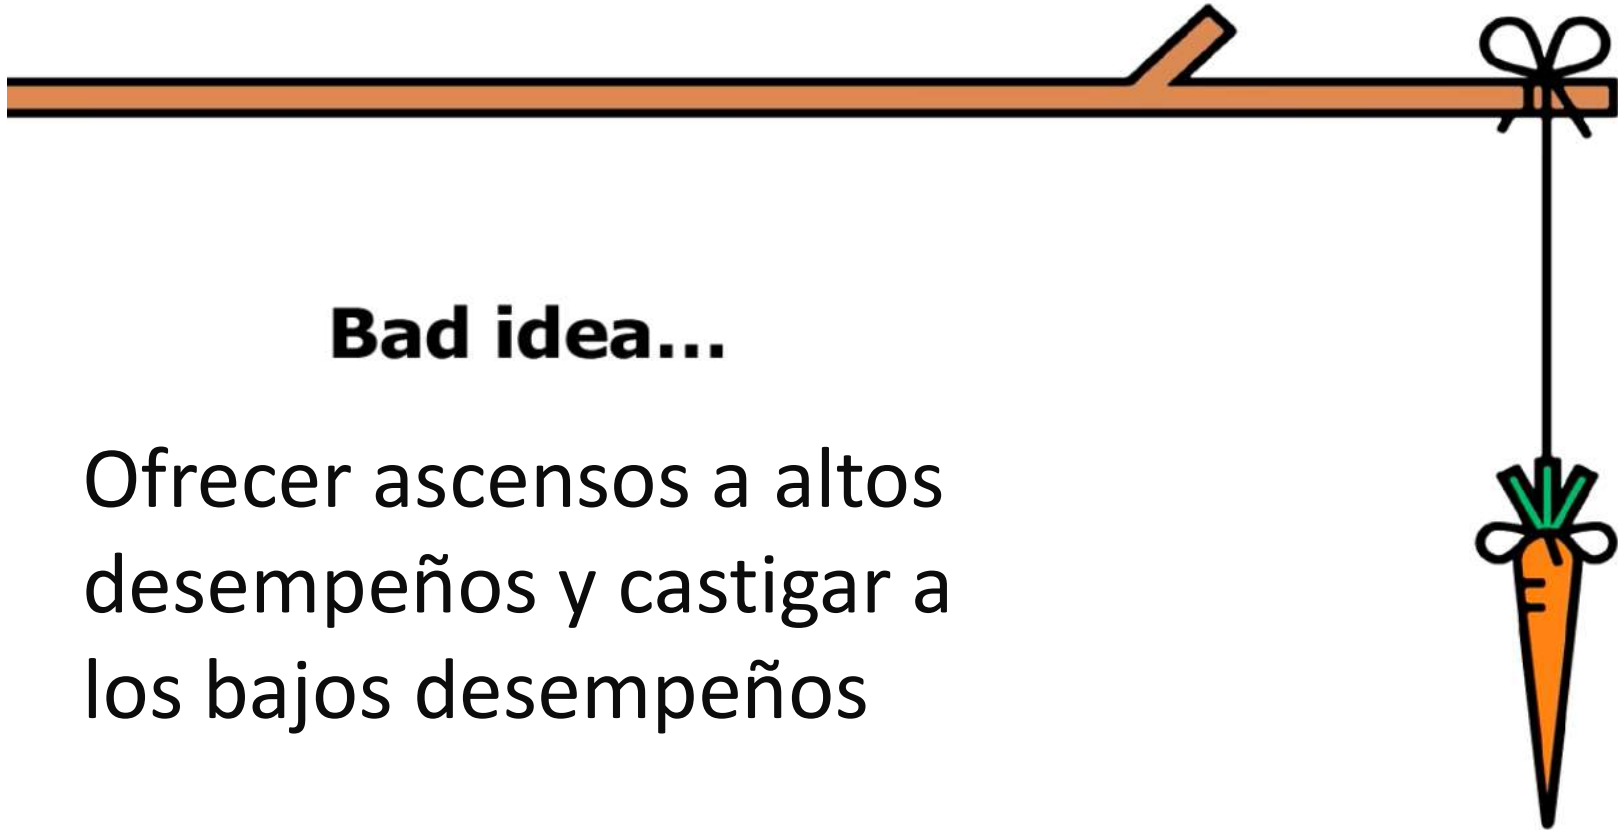 Bad idea...
Ofrecer ascensos a altos
desempeños y castigar a
los bajos desempeños